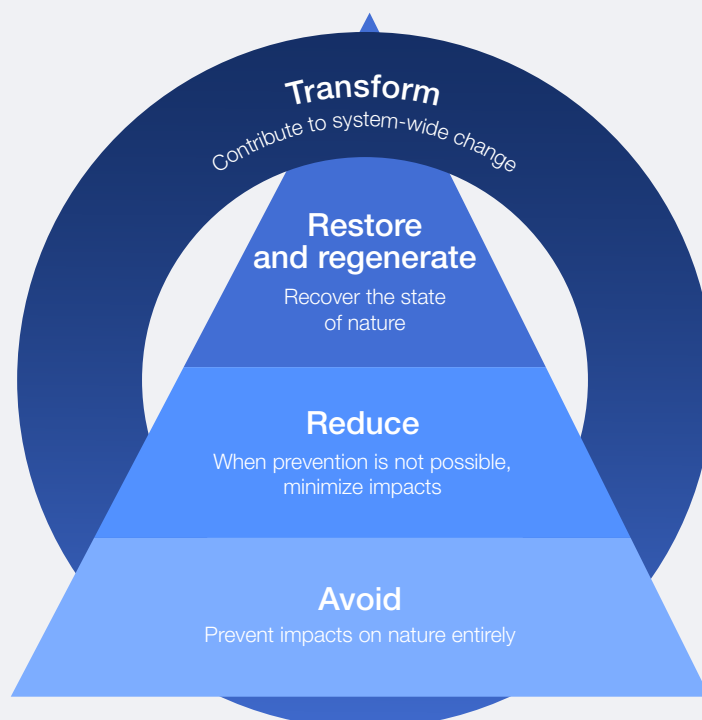 Transform
Contribute to system-wide change
Restore
and regenerate
Recover the state
of nature
Reduce
When prevention is not possible,
minimize impacts
Avoid
Prevent impacts on nature entirely